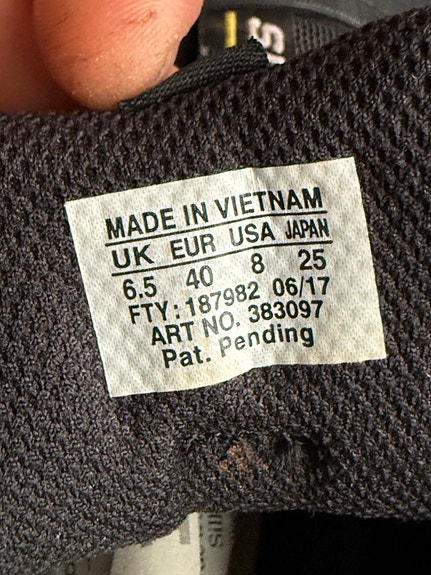 MADE IN VIETNAM
UK EUR USA JAPAN
6.5 40 8 25
FTY: 187982 06/17
ART NO. 383097
Pat. Pending